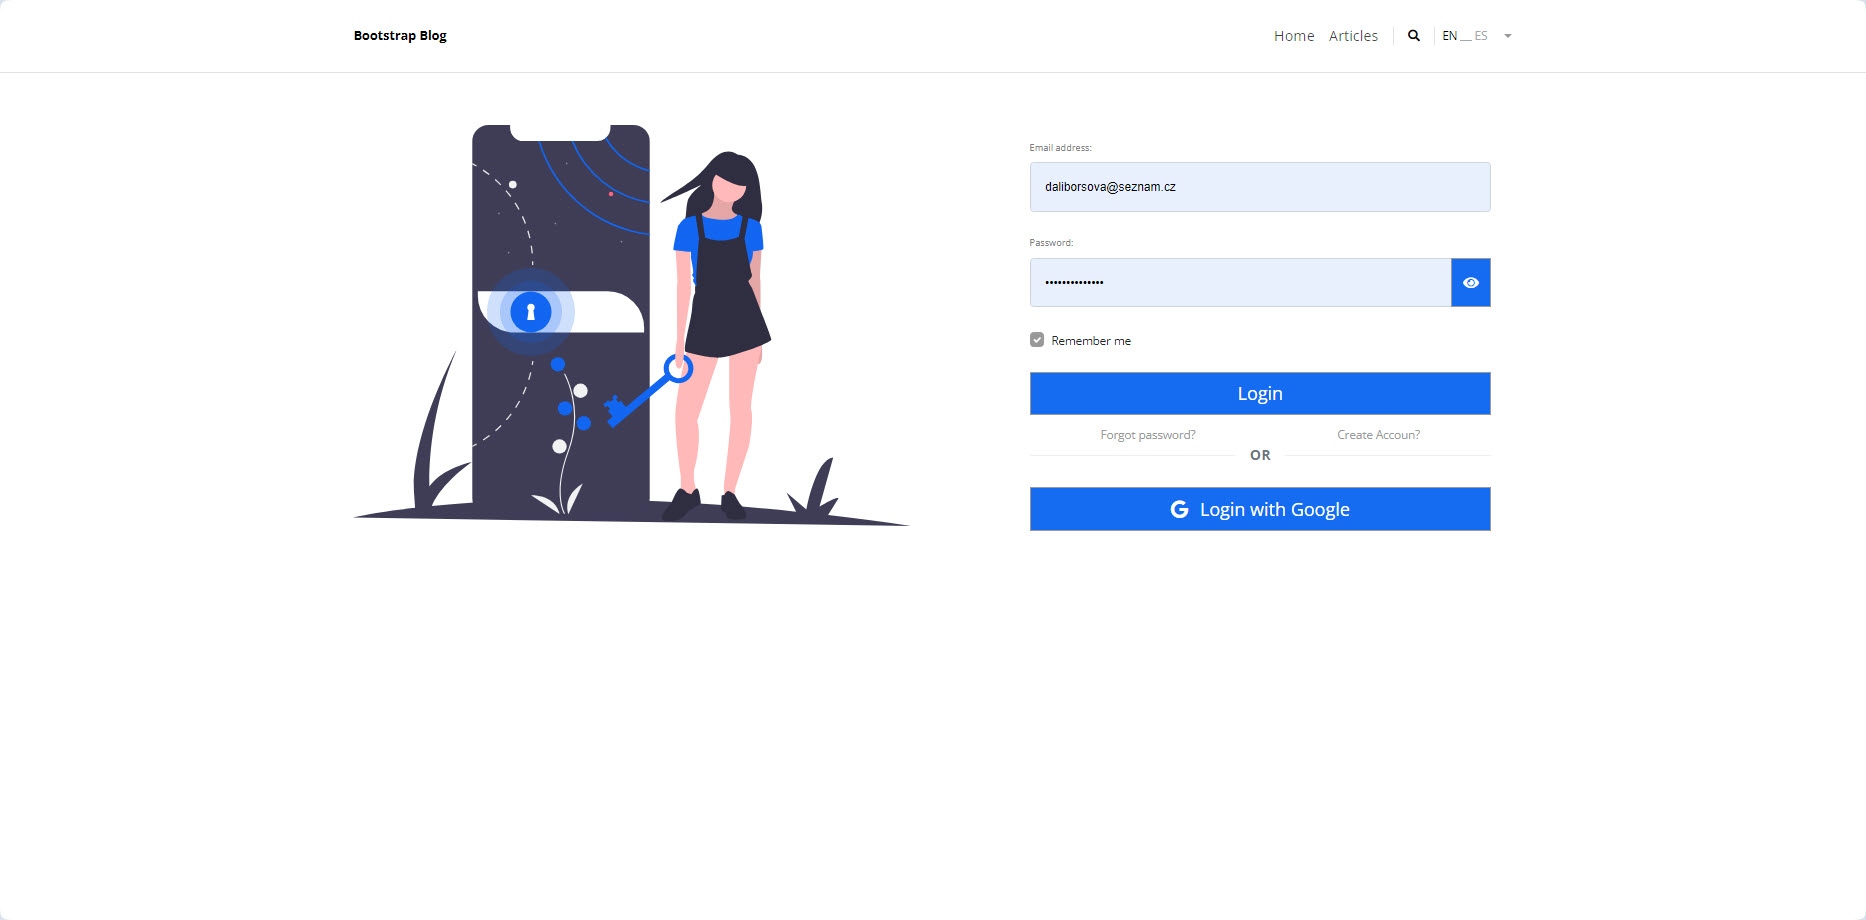 Bootstrap Blog
Home Articles EN __ ES
Email address:
daliborsova@seznam.cz
Password:
••••••••••••••
Remember me
Login
Forgot password? Create Accoun?
OR
Login with Google